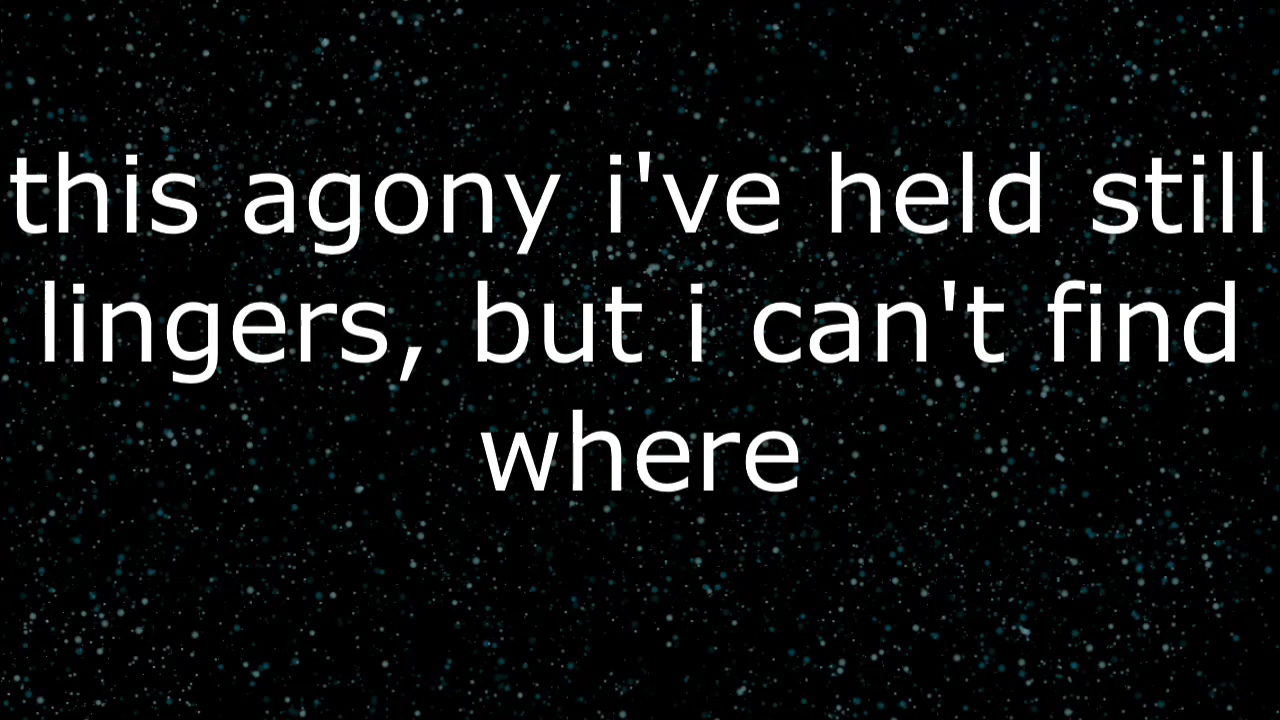 this agony i've held still
lingers, but i can't find
where